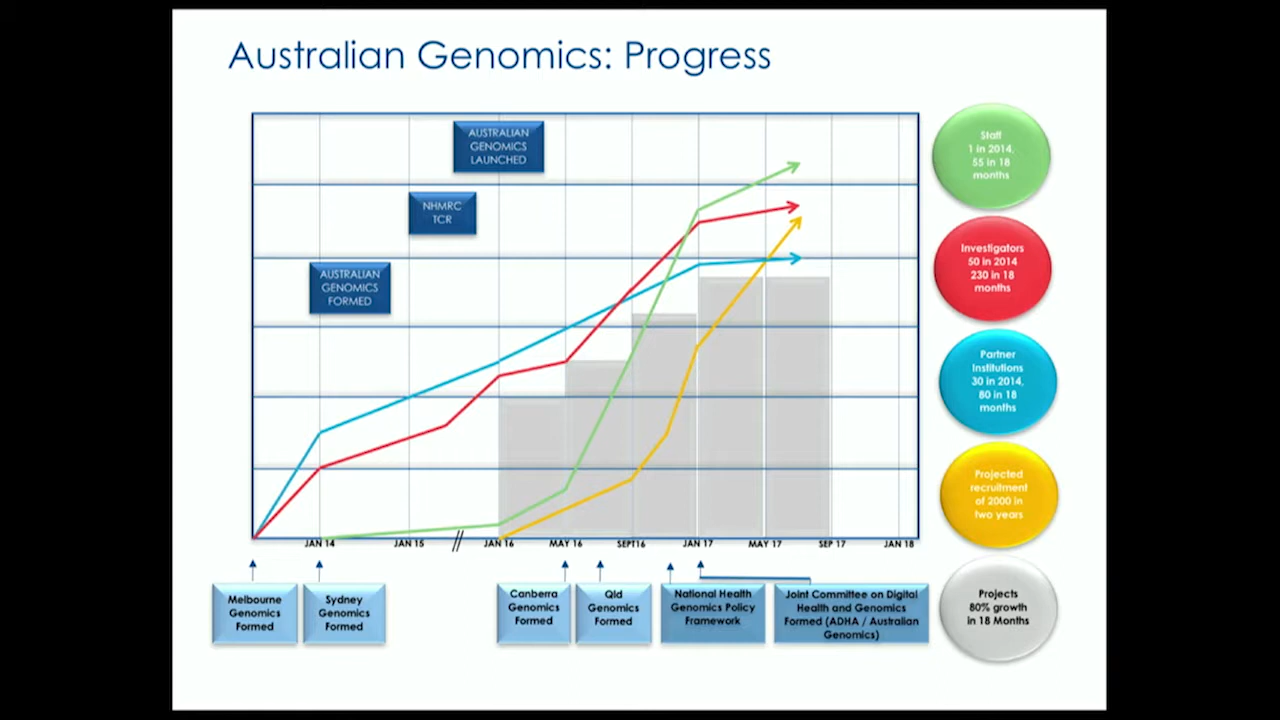 Australian Genomics: Progress
AUSTRALIAN
GENOMICS
LAUNCHED
NHMRC
TCR
AUSTRALIAN
GENOMICS
FORMED
Staff
1 in 2014,
55 in 18
months
Investigators
50 in 2014
230 in 18
months
Partner
Institutions
30 in 2014,
80 in 18
months
Projected
recruitment
of 2000 in
two years
Projects
80% growth
in 18 Months
JAN 14
JAN 15
JAN 16
MAY 16
SEPT16
JAN 17
MAY 17
SEP 17
JAN 18
Melbourne
Genomics
Formed
Sydney
Genomics
Formed
Canberra
Genomics
Formed
Qld
Genomics
Formed
National Health
Genomics Policy
Framework
Joint Committee on Digital
Health and Genomics
Formed (ADHA / Australian
Genomics)